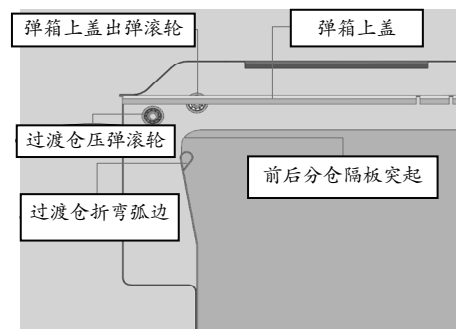 弹箱上盖出弹滚轮
弹箱上盖
过渡仓压弹滚轮
前后分仓隔板突起
过渡仓折弯弧边